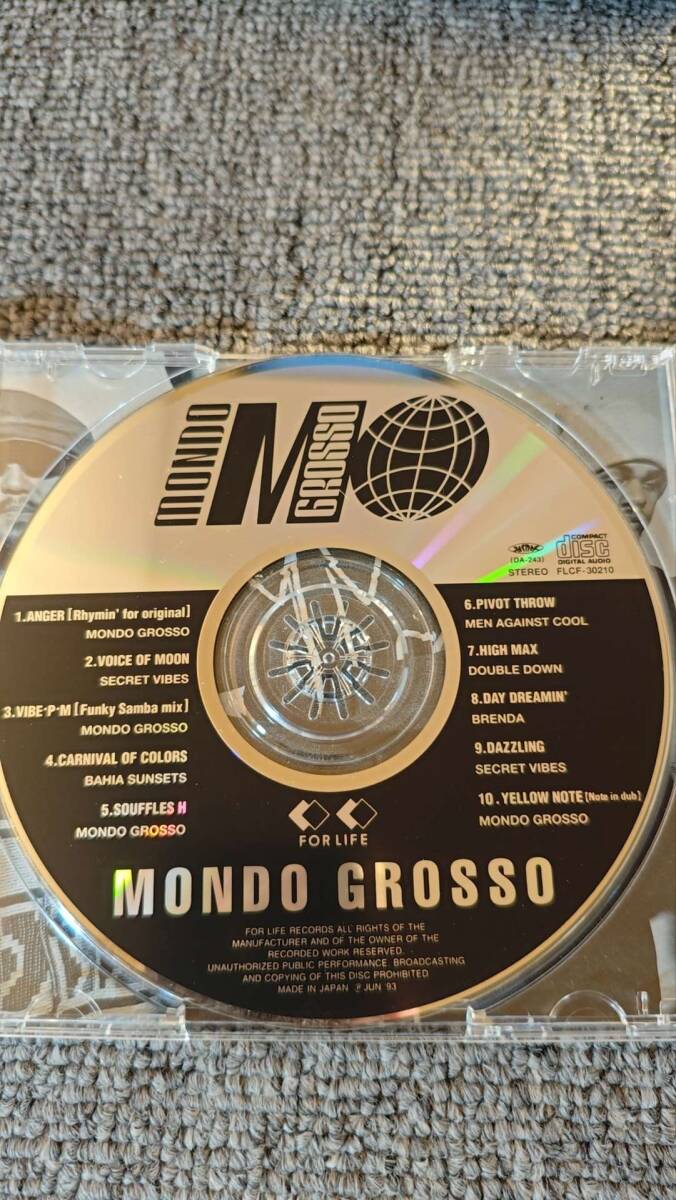 MONDO
GROSSO
MO
(DA-243)
COMPACT
disc
DIGITAL AUDIO
STEREO FLCF-30210
1.ANGER [Rhymin' for original]
MONDO GROSSO
2.VOICE OF MOON
SECRET VIBES
3.VIBE·P·M [Funky Samba mix]
MONDO GROSSO
4.CARNIVAL OF COLORS
BAHIA SUNSETS
5.SOUFFLES H
MONDO GROSSO
6.PIVOT THROW
MEN AGAINST COOL
7.HIGH MAX
DOUBLE DOWN
8.DAY DREAMIN'
BRENDA
9.DAZZLING
SECRET VIBES
10.YELLOW NOTE [Note in dub]
MONDO GROSSO
FOR LIFE
MONDO GROSSO
FOR LIFE RECORDS ALL RIGHTS OF THE
MANUFACTURER AND OF THE OWNER OF THE
RECORDED WORK RESERVED.
UNAUTHORIZED PUBLIC PERFORMANCE. BROADCASTING
AND COPYING OF THIS DISC PROHIBITED
MADE IN JAPAN ℗ JUN 93